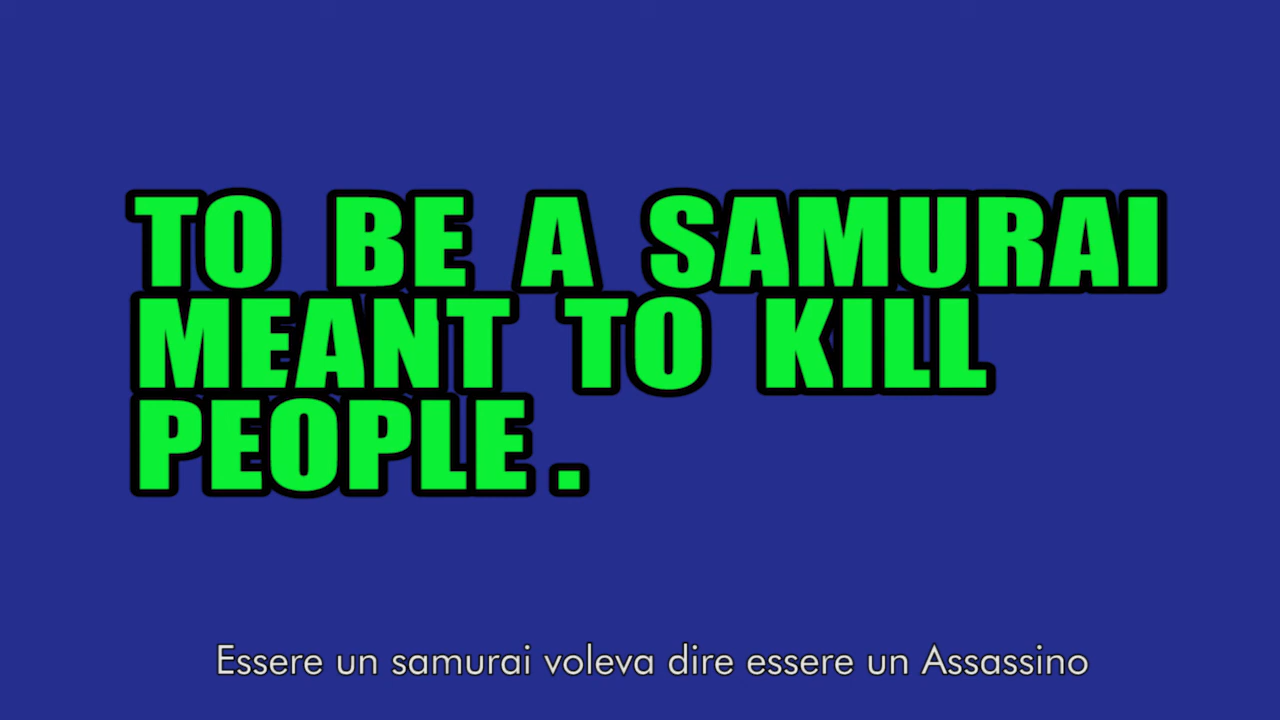 TO BE A SAMURAI
MEANT TO KILL
PEOPLE.
Essere un samurai voleva dire essere un Assassino